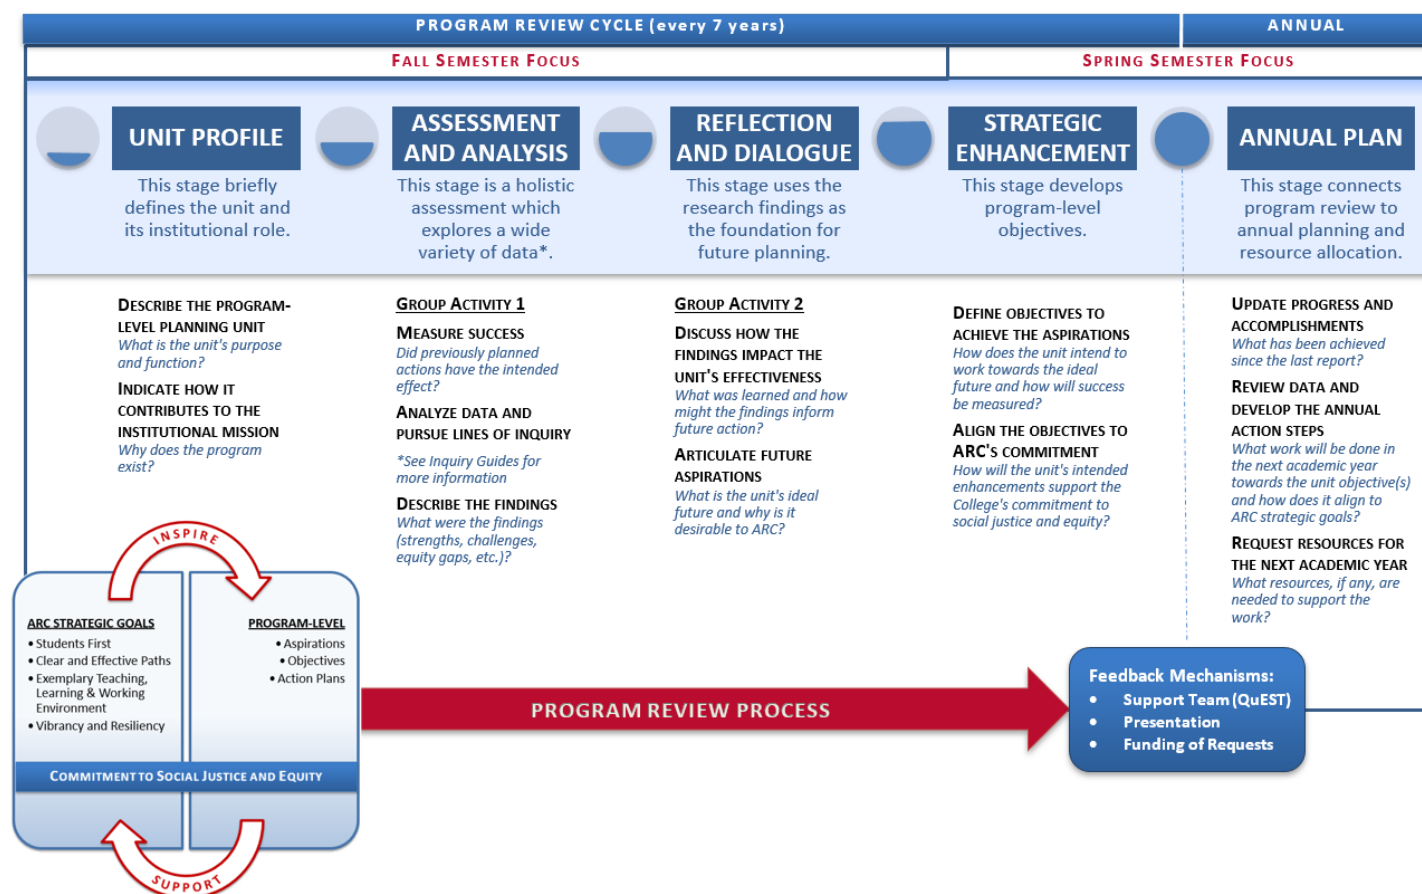 PROGRAM REVIEW CYCLE (every 7 years)
ANNUAL
FALL SEMESTER FOCUS
SPRING SEMESTER FOCUS
UNIT PROFILE
This stage briefly
defines the unit and
its institutional role.
DESCRIBE THE PROGRAM-
LEVEL PLANNING UNIT
What is the unit's purpose
and function?
INDICATE HOW IT
CONTRIBUTES TO THE
INSTITUTIONAL MISSION
Why does the program
exist?
ASSESSMENT
AND ANALYSIS
This stage is a holistic
assessment which
explores a wide
variety of data*.
GROUP ACTIVITY 1
MEASURE SUCCESS
Did previously planned
actions have the intended
effect?
ANALYZE DATA AND
PURSUE LINES OF INQUIRY
*See Inquiry Guides for
more information
DESCRIBE THE FINDINGS
What were the findings
(strengths, challenges,
equity gaps, etc.)?
REFLECTION
AND DIALOGUE
This stage uses the
research findings as
the foundation for
future planning.
GROUP ACTIVITY 2
DISCUSS HOW THE
FINDINGS IMPACT THE
UNIT'S EFFECTIVENESS
What was learned and how
might the findings inform
future action?
ARTICULATE FUTURE
ASPIRATIONS
What is the unit's ideal
future and why is it
desirable to ARC?
STRATEGIC
ENHANCEMENT
This stage develops
program-level
objectives.
DEFINE OBJECTIVES TO
ACHIEVE THE ASPIRATIONS
How does the unit intend to
work towards the ideal
future and how will success
be measured?
ALIGN THE OBJECTIVES TO
ARC'S COMMITMENT
How will the unit's intended
enhancements support the
College's commitment to
social justice and equity?
ANNUAL PLAN
This stage connects
program review to
annual planning and
resource allocation.
UPDATE PROGRESS AND
ACCOMPLISHMENTS
What has been achieved
since the last report?
REVIEW DATA AND
DEVELOP THE ANNUAL
ACTION STEPS
What work will be done in
the next academic year
towards the unit objective(s)
and how does it align to
ARC strategic goals?
REQUEST RESOURCES FOR
THE NEXT ACADEMIC YEAR
What resources, if any, are
needed to support the
work?
INSPIRE
ARC STRATEGIC GOALS
• Students First
• Clear and Effective Paths
• Exemplary Teaching,
Learning & Working
Environment
• Vibrancy and Resiliency
PROGRAM-LEVEL
• Aspirations
• Objectives
• Action Plans
COMMITMENT TO SOCIAL JUSTICE AND EQUITY
SUPPORT
PROGRAM REVIEW PROCESS
Feedback Mechanisms:
• Support Team (QuEST)
• Presentation
• Funding of Requests